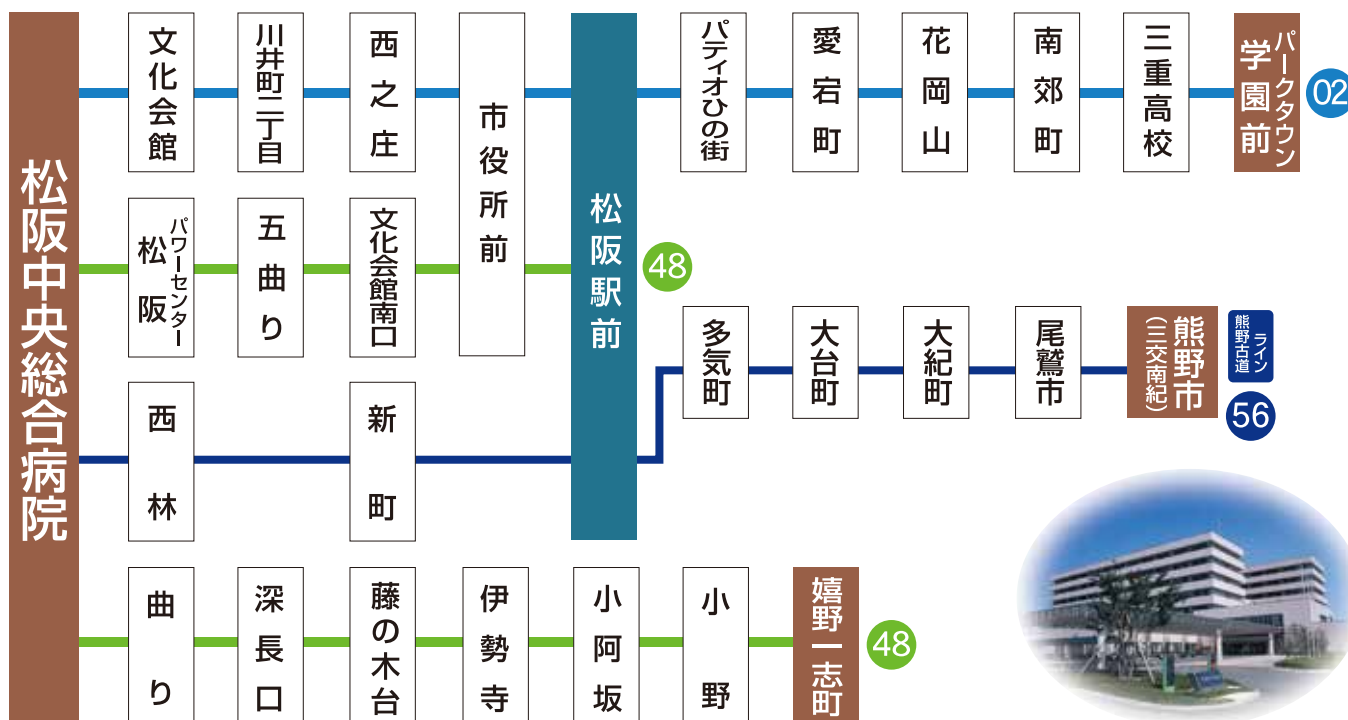 松阪中央総合病院
文化会館
川井町二丁目
西之庄
市役所前
松阪駅前
パティオひの街
愛宕町
花岡山
南郊町
三重高校
パークタウン
学園前
02
パワーセンター
松阪
五曲り
文化会館南口
48
西林
新町
多気町
大台町
大紀町
尾鷲市
熊野市
(三交南紀)
ライン
熊野古道
56
曲り
深長口
藤の木台
伊勢寺
小阿坂
小野
嬉野一志町
48